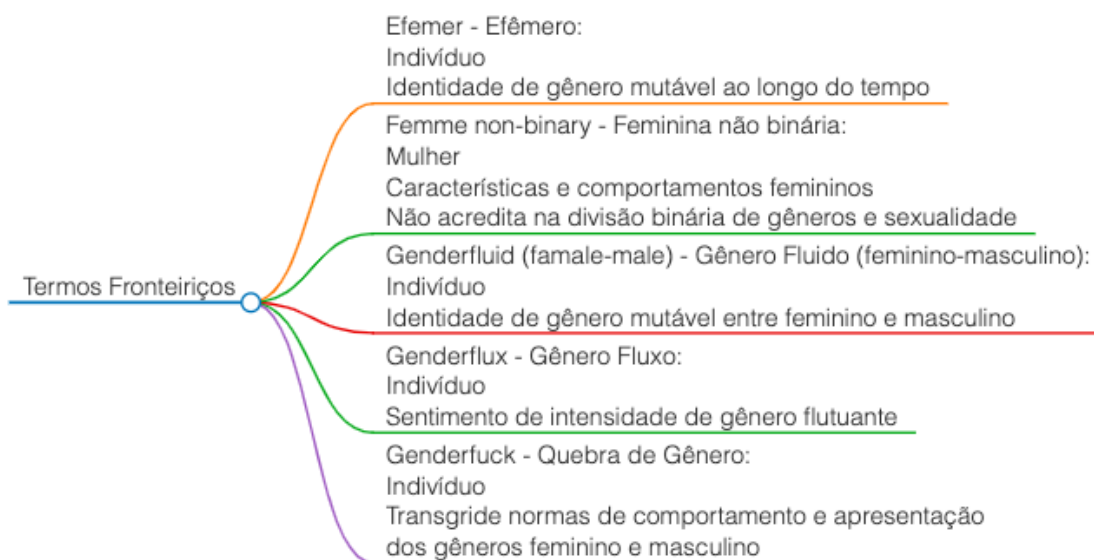 Efemer - Efêmero:
Indivíduo
Identidade de gênero mutável ao longo do tempo
Femme non-binary - Feminina não binária:
Mulher
Características e comportamentos femininos
Não acredita na divisão binária de gêneros e sexualidade
Genderfluid (famale-male) - Gênero Fluido (feminino-masculino):
Termos Fronteiriços
Indivíduo
Identidade de gênero mutável entre feminino e masculino
Genderflux - Gênero Fluxo:
Indivíduo
Sentimento de intensidade de gênero flutuante
Genderfuck - Quebra de Gênero:
Indivíduo
Transgride normas de comportamento e apresentação
dos gêneros feminino e masculino